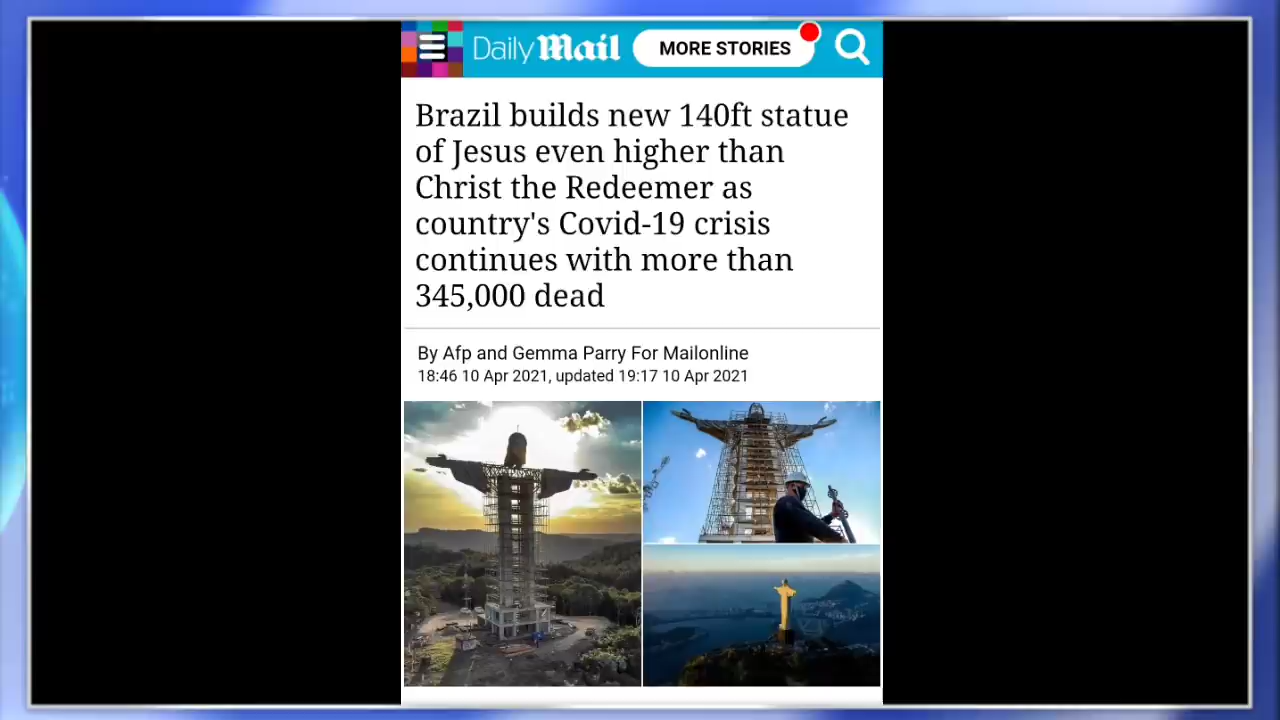 Daily Mail MORE STORIES
Brazil builds new 140ft statue
of Jesus even higher than
Christ the Redeemer as
country's Covid-19 crisis
continues with more than
345,000 dead
By Afp and Gemma Parry For Mailonline
18:46 10 Apr 2021, updated 19:17 10 Apr 2021